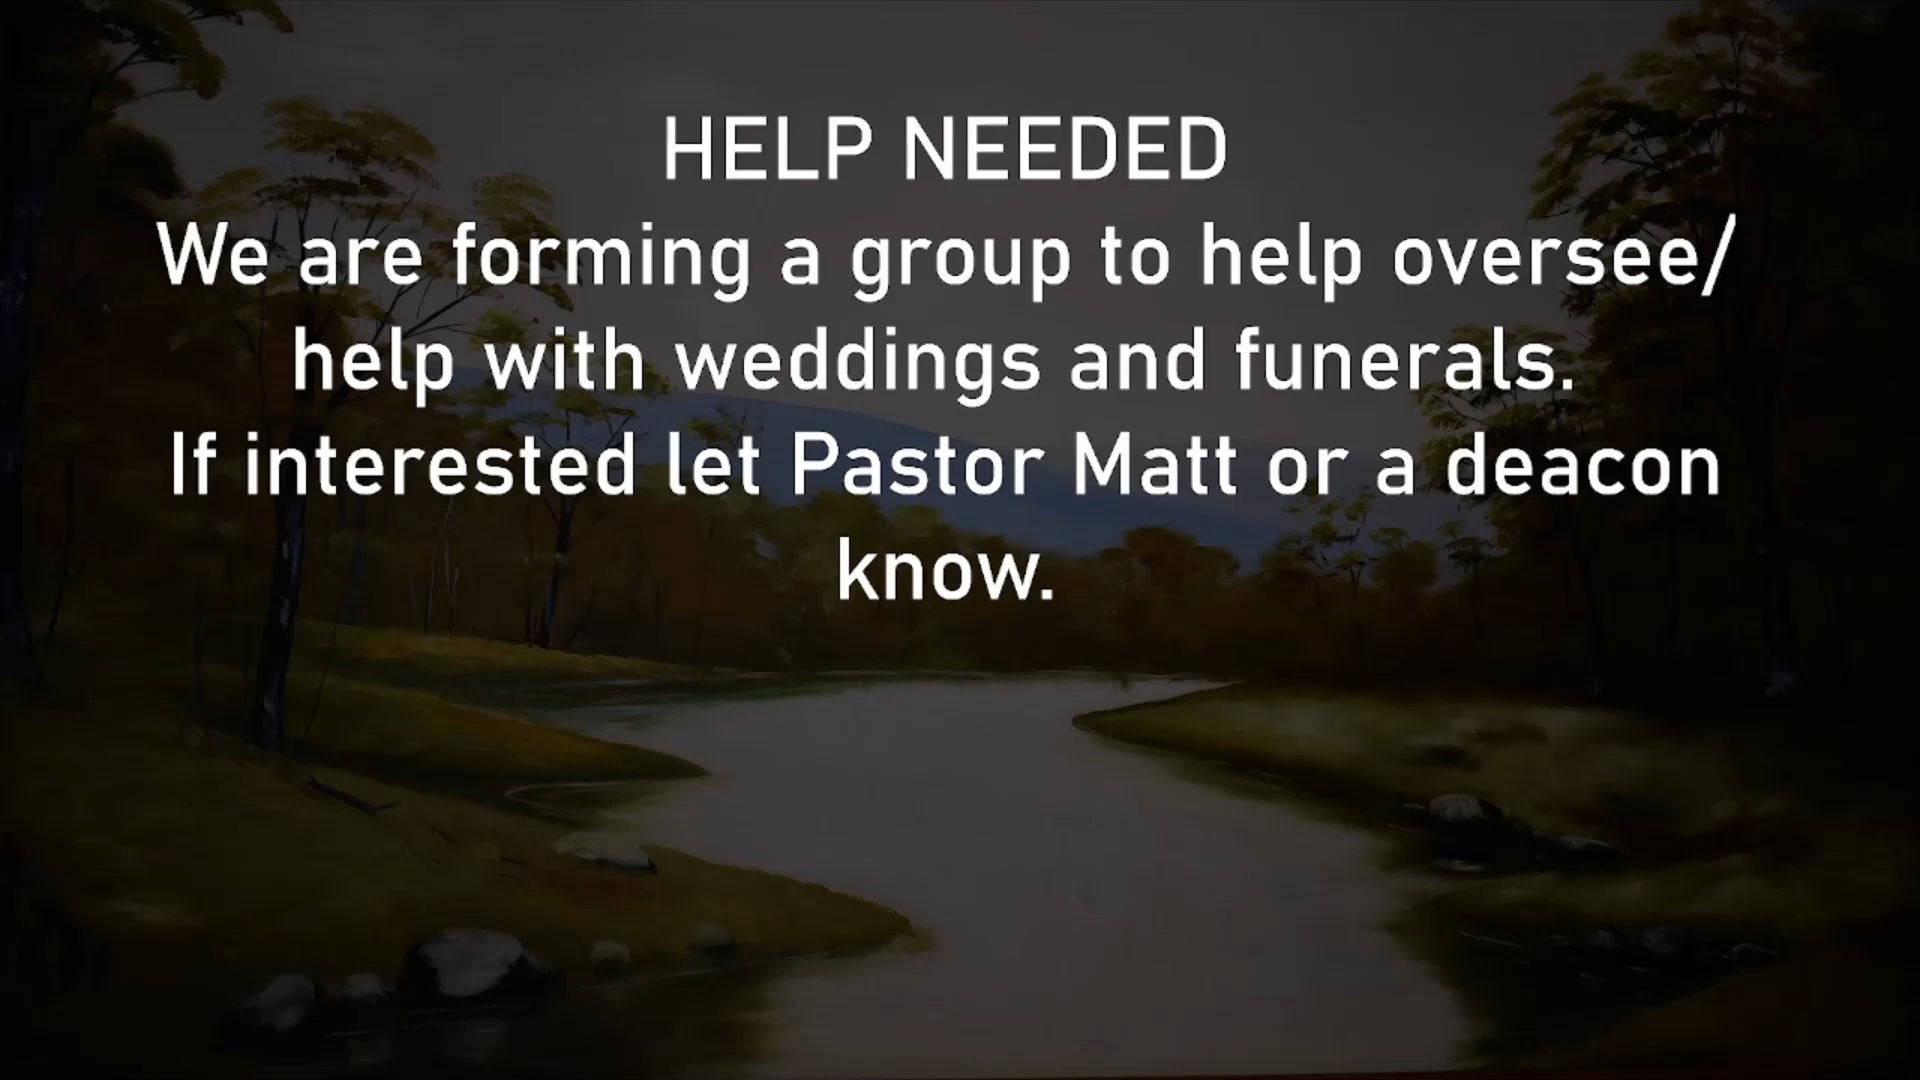 HELP NEEDED
We are forming a group to help oversee/
help with weddings and funerals.
If interested let Pastor Matt or a deacon
know.